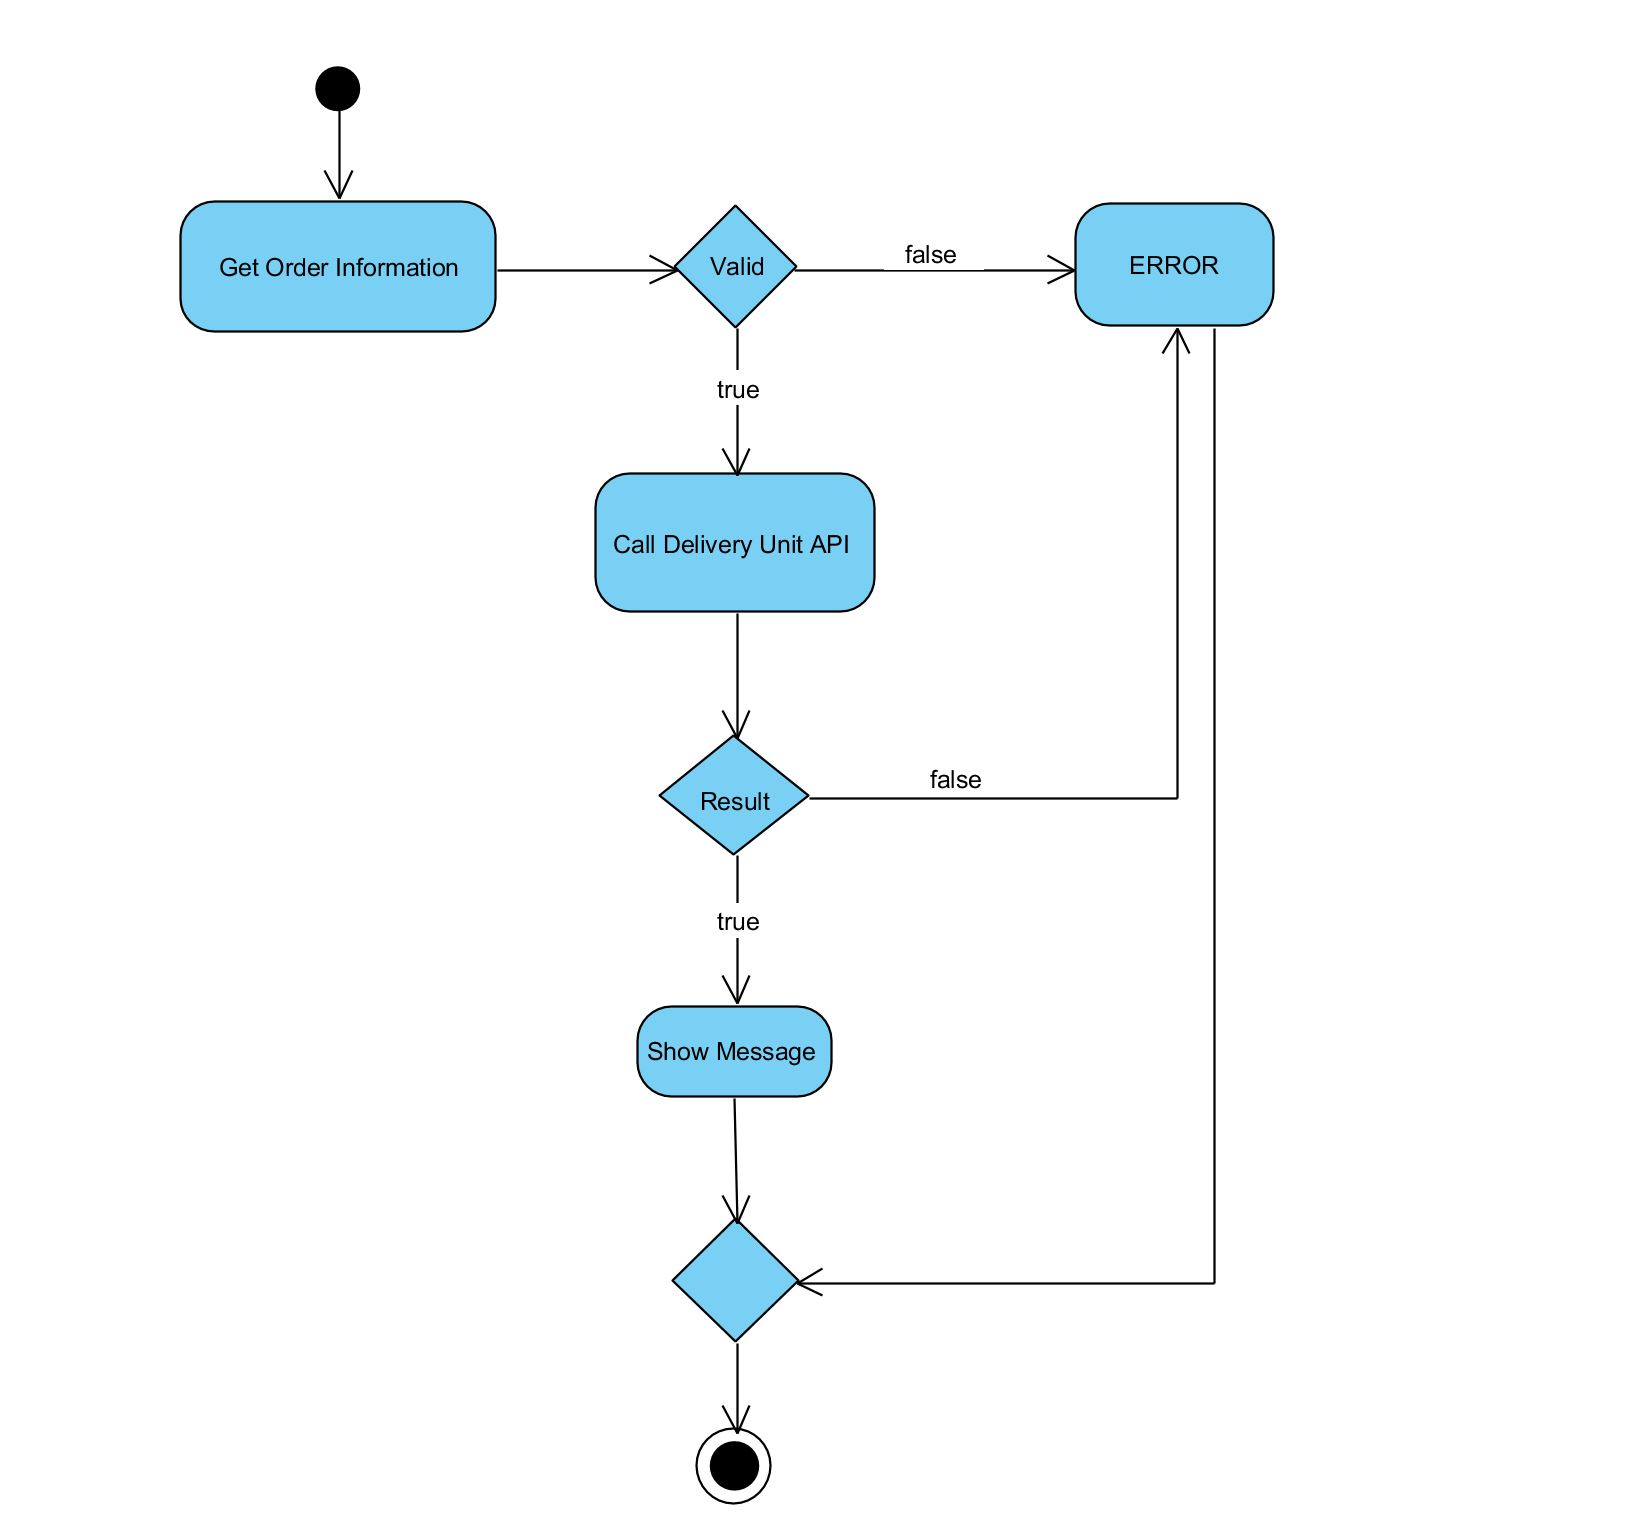 Get Order Information
Valid
false
ERROR
true
Call Delivery Unit API
false
Result
true
Show Message